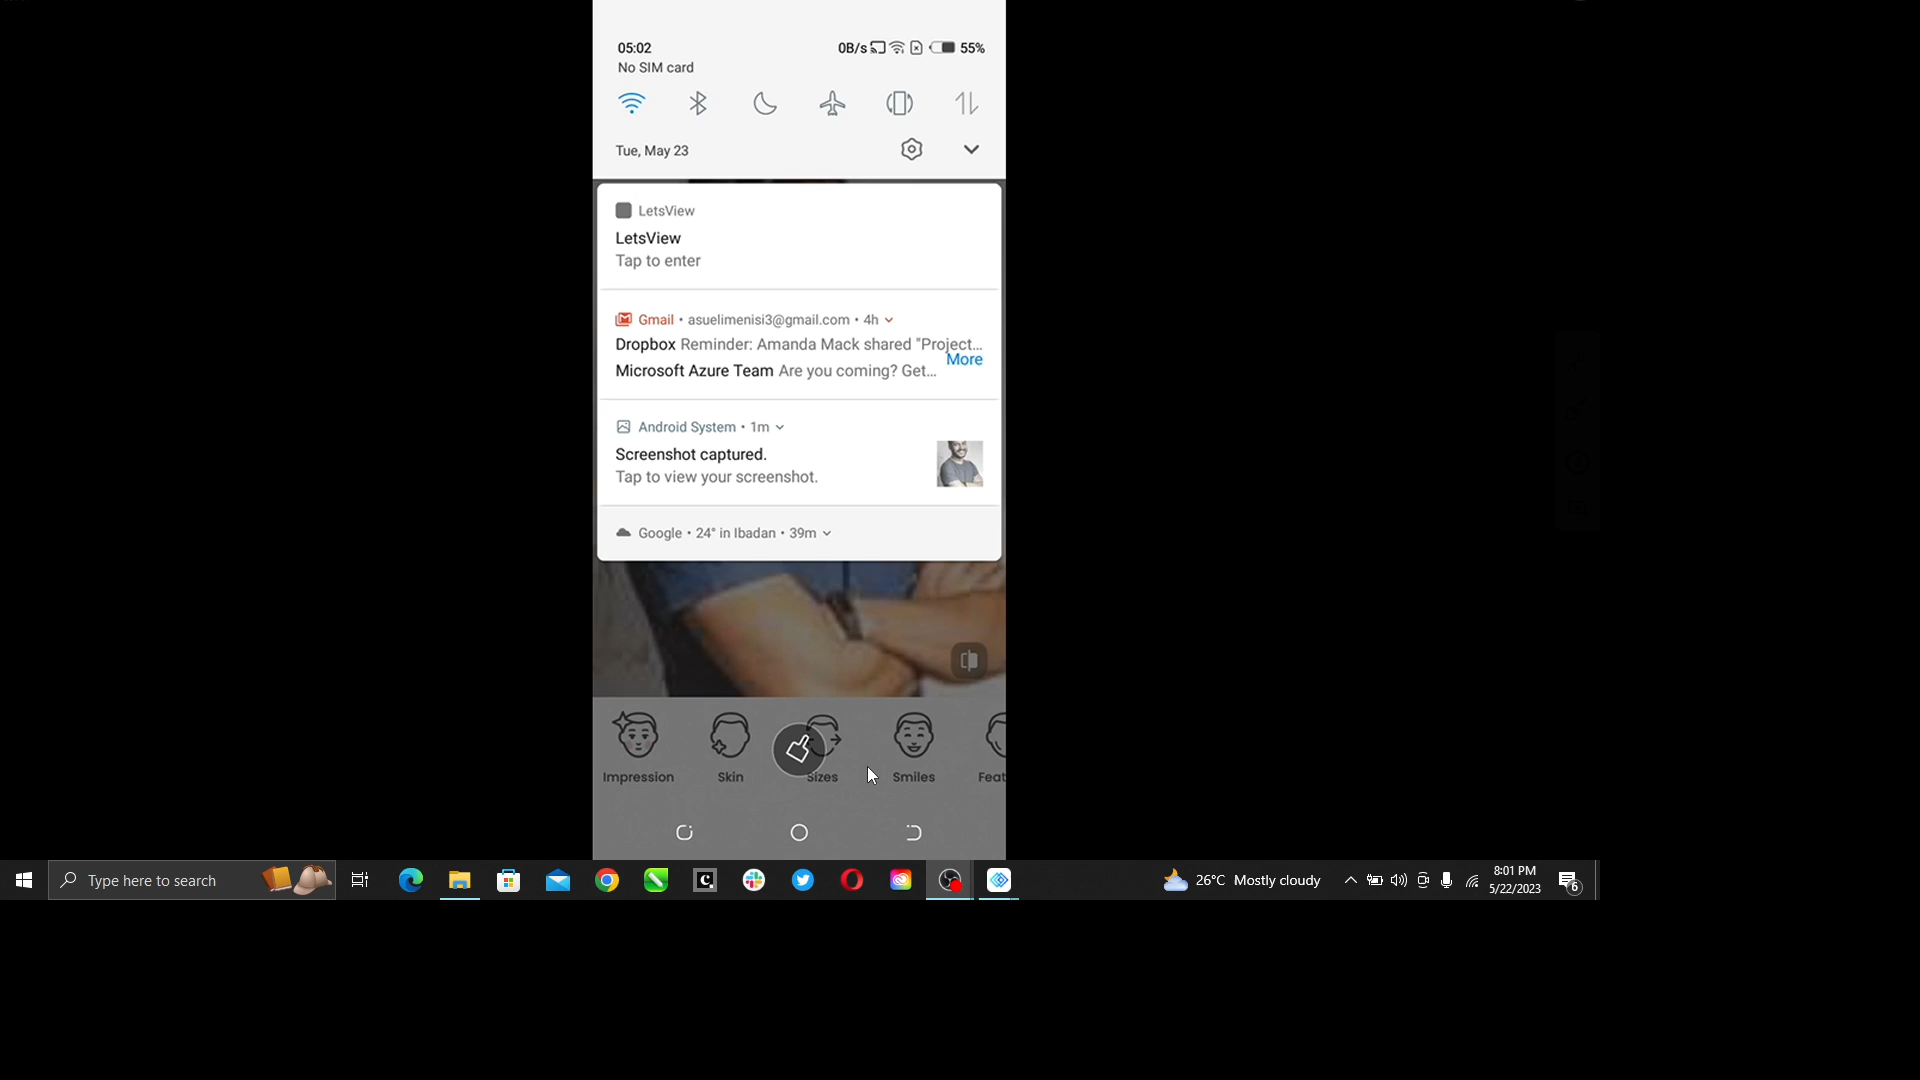 05:02
0B/s 55%
No SIM card
Tue, May 23
LetsView
LetsView
Tap to enter
Gmail • asuelimenisi3@gmail.com • 4h
Dropbox Reminder: Amanda Mack shared "Project...
More
Microsoft Azure Team Are you coming? Get...
Android System • 1m
Screenshot captured.
Tap to view your screenshot.
Google • 24° in Ibadan • 39m
Impression Skin Sizes Smiles Feat
Type here to search
26°C Mostly cloudy
8:01 PM
5/22/2023
6